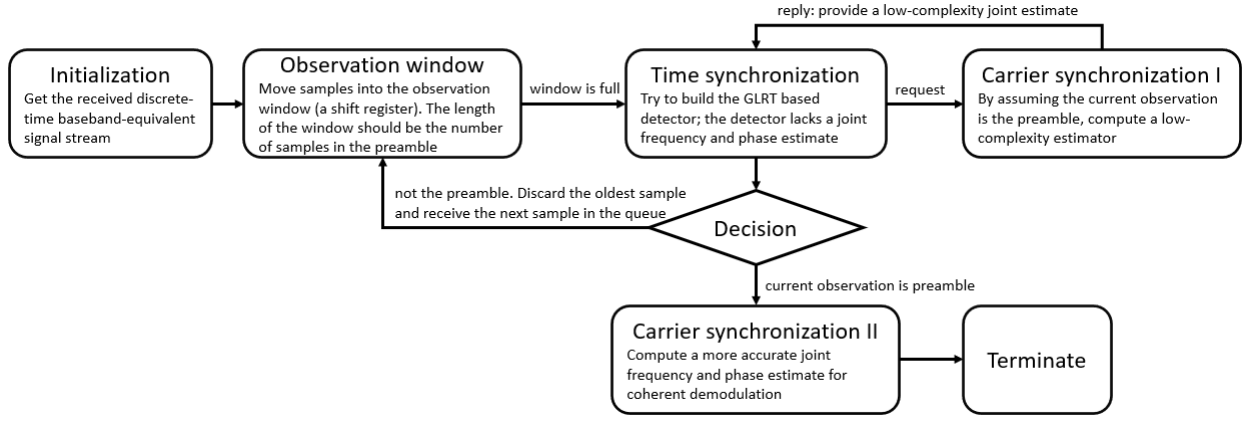 reply: provide a low-complexity joint estimate
Initialization
Get the received discrete-
time baseband-equivalent
signal stream
Observation window
Move samples into the observation
window (a shift register). The length
of the window should be the number
of samples in the preamble
window is full
Time synchronization
Try to build the GLRT based
detector; the detector lacks a joint
frequency and phase estimate
request
Carrier synchronization I
By assuming the current observation
is the preamble, compute a low-
complexity estimator
not the preamble. Discard the oldest sample
and receive the next sample in the queue
Decision
current observation is preamble
Carrier synchronization II
Compute a more accurate joint
frequency and phase estimate for
coherent demodulation
Terminate